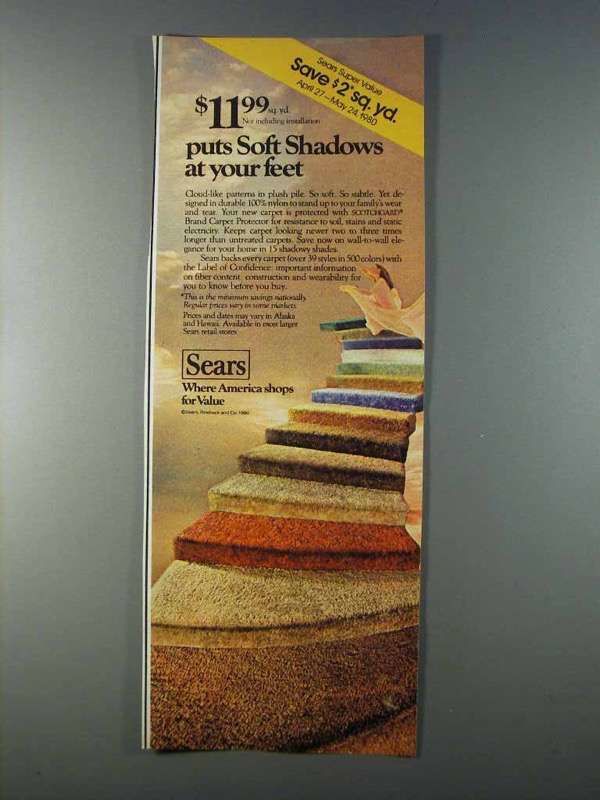 Sears Super Value
Save $2* sq. yd.
April 27–May 24, 1980
$11 99 sq. yd.
Not including installation
puts Soft Shadows
at your feet
Cloud-like patterns in plush pile. So soft. So subtle. Yet de-
signed in durable 100% nylon to stand up to your family's wear
and tear. Your new carpet is protected with SCOTCHGARD®
Brand Carpet Protector for resistance to soil, stains and static
electricity. Keeps carpet looking newer two to three times
longer than untreated carpets. Save now on wall-to-wall ele-
gance for your home in 15 shadowy shades.
Sears backs every carpet (over 39 styles in 500 colors) with
the Label of Confidence: important information
on fiber content, construction and wearability for
you to know before you buy.
*This is the minimum savings nationally.
Regular prices vary in some markets.
Prices and dates may vary in Alaska
and Hawaii. Available in most larger
Sears retail stores.
Sears
Where America shops
for Value
©Sears, Roebuck and Co. 1980